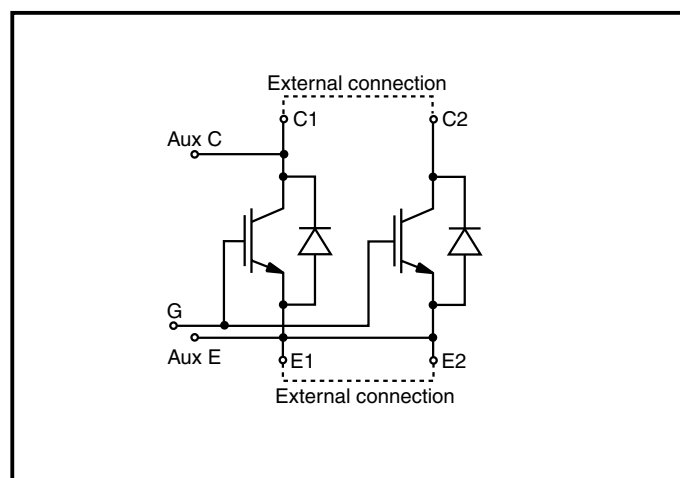 External connection
C1
C2
Aux C
G
Aux E
E1
E2
External connection